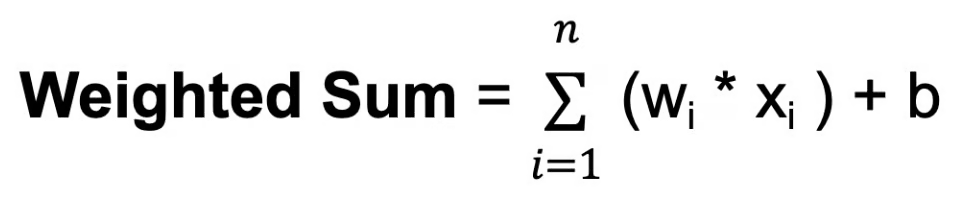 n
Weighted Sum = ∑ (wᵢ * xᵢ ) + b
i=1